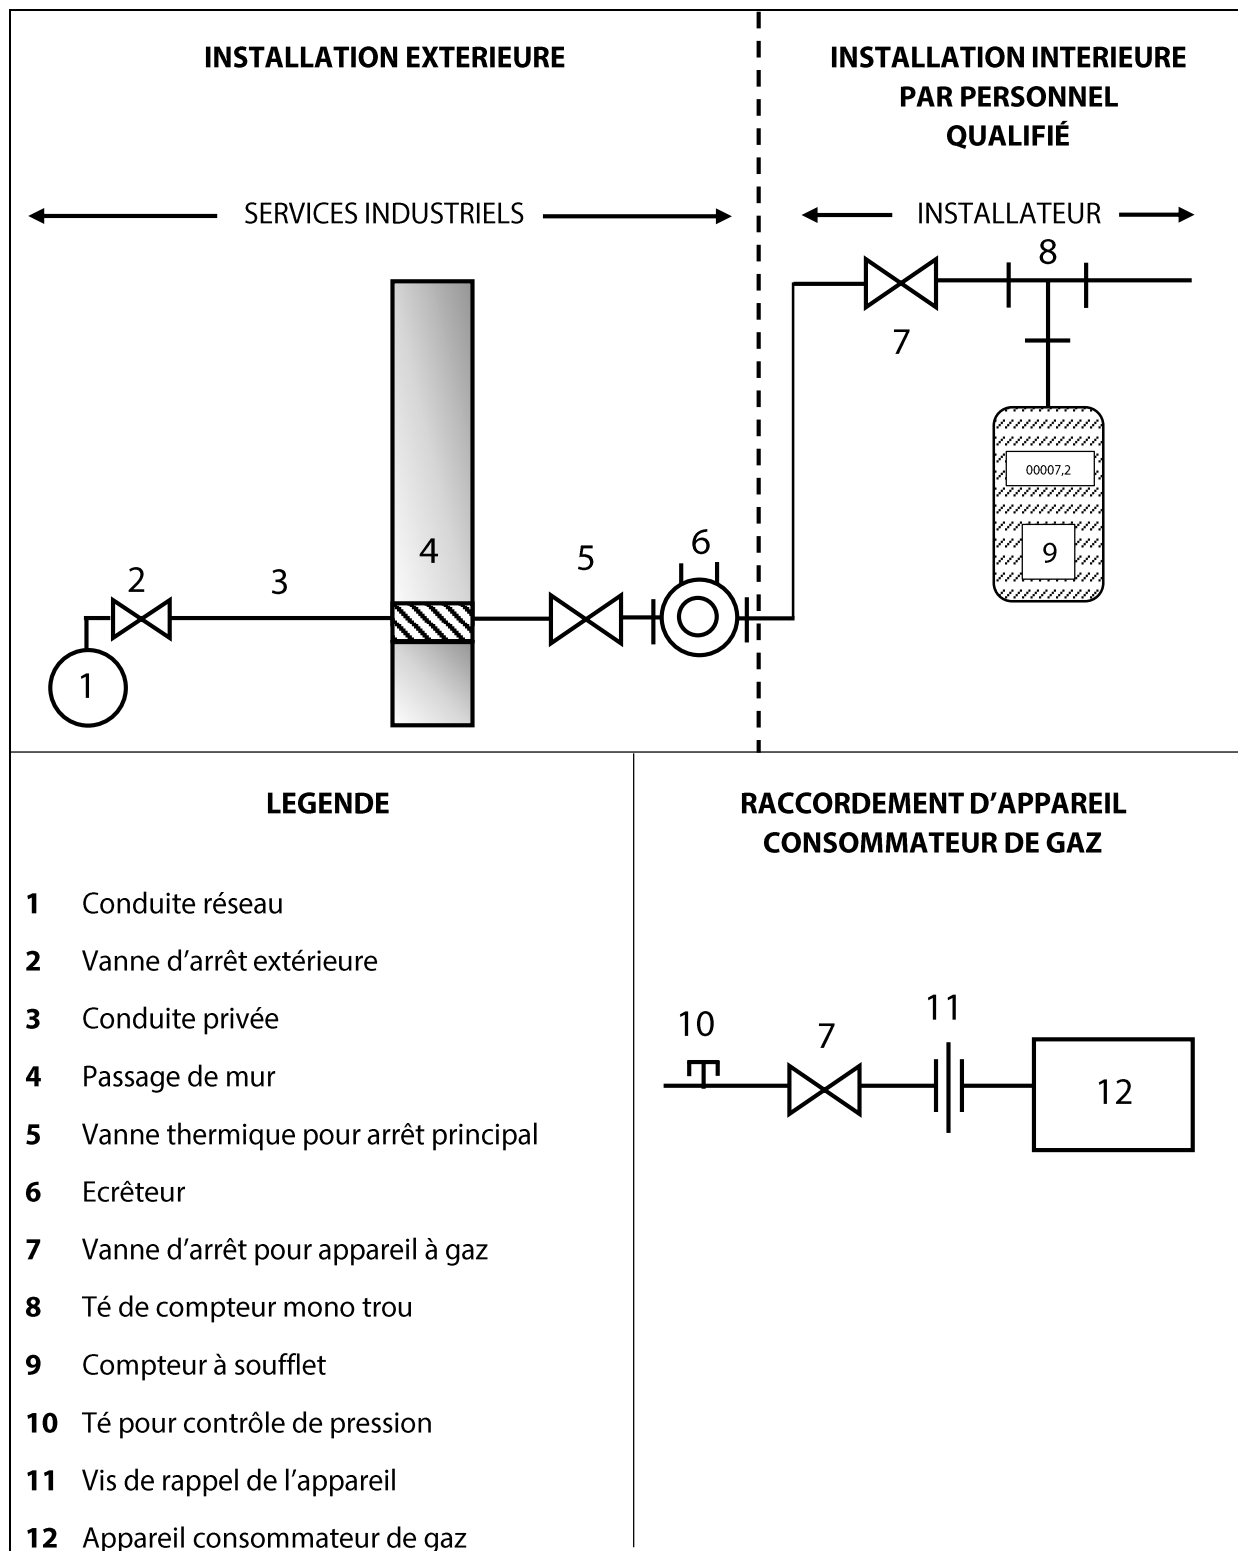 INSTALLATION EXTERIEURE
INSTALLATION INTERIEURE
PAR PERSONNEL
QUALIFIÉ
SERVICES INDUSTRIELS
INSTALLATEUR
8
7
00007,2
9
6
5
4
3
2
1
LEGENDE
1 Conduite réseau
2 Vanne d’arrêt extérieure
3 Conduite privée
4 Passage de mur
5 Vanne thermique pour arrêt principal
6 Ecrêteur
7 Vanne d’arrêt pour appareil à gaz
8 Té de compteur mono trou
9 Compteur à soufflet
10 Té pour contrôle de pression
11 Vis de rappel de l’appareil
12 Appareil consommateur de gaz
RACCORDEMENT D’APPAREIL
CONSOMMATEUR DE GAZ
10
7
11
12